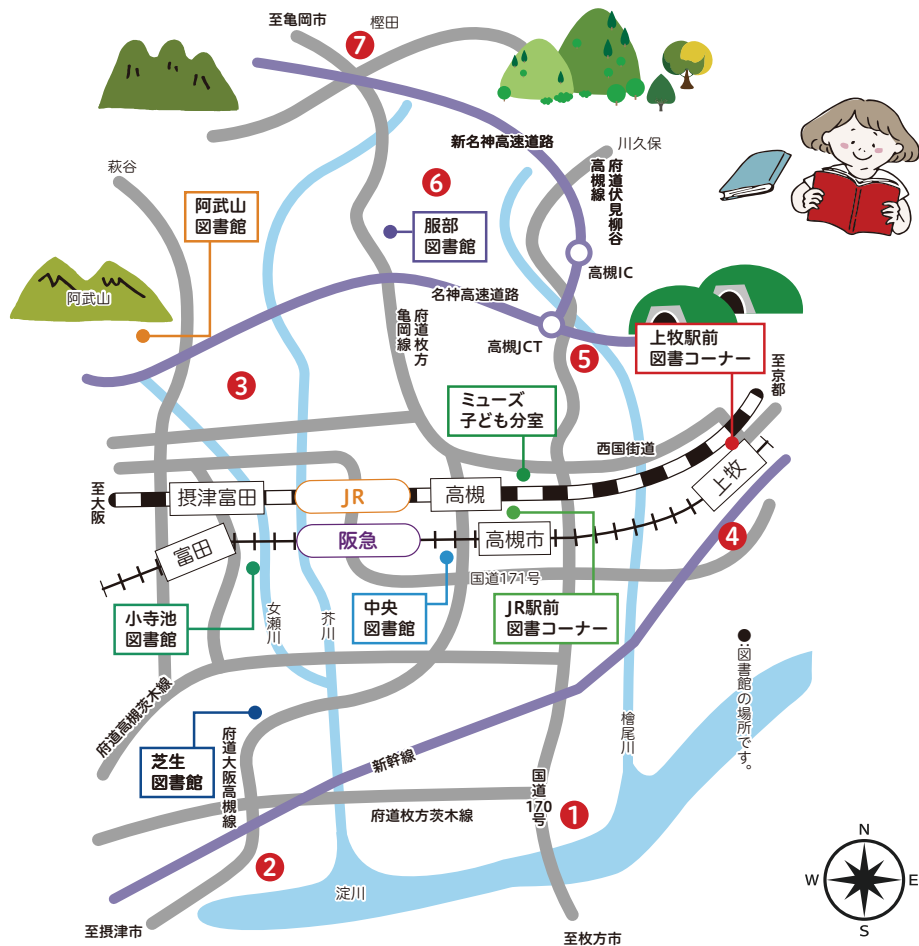 至亀岡市
樫田
7
新名神高速道路
川久保
萩谷
府道伏見柳谷
高槻線
6
阿武山
図書館
服部
図書館
高槻IC
阿武山
名神高速道路
府道枚方
亀岡線
高槻JCT
上牧駅前
図書コーナー
5
至京都
3
ミューズ
子ども分室
西国街道
上牧
至大阪
摂津富田
JR
高槻
富田
阪急
高槻市
4
国道171号
小寺池
図書館
女瀬川
芥川
中央
図書館
JR駅前
図書コーナー
●:図書館の場所です。
府道高槻茨木線
檜尾川
芝生
図書館
府道大阪高槻線
新幹線
国道170号
府道枚方茨木線
1
2
淀川
至摂津市
至枚方市
N
W
E
S